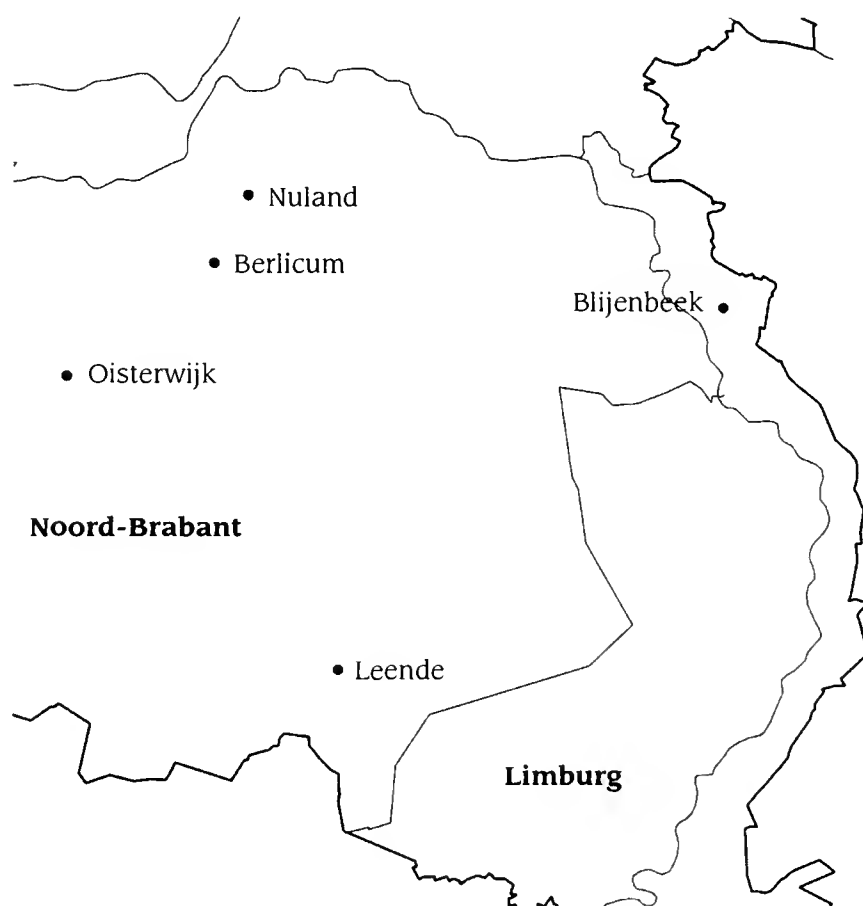 Nuland
Berlicum
Blijenbeek
Oisterwijk
Noord-Brabant
Leende
Limburg